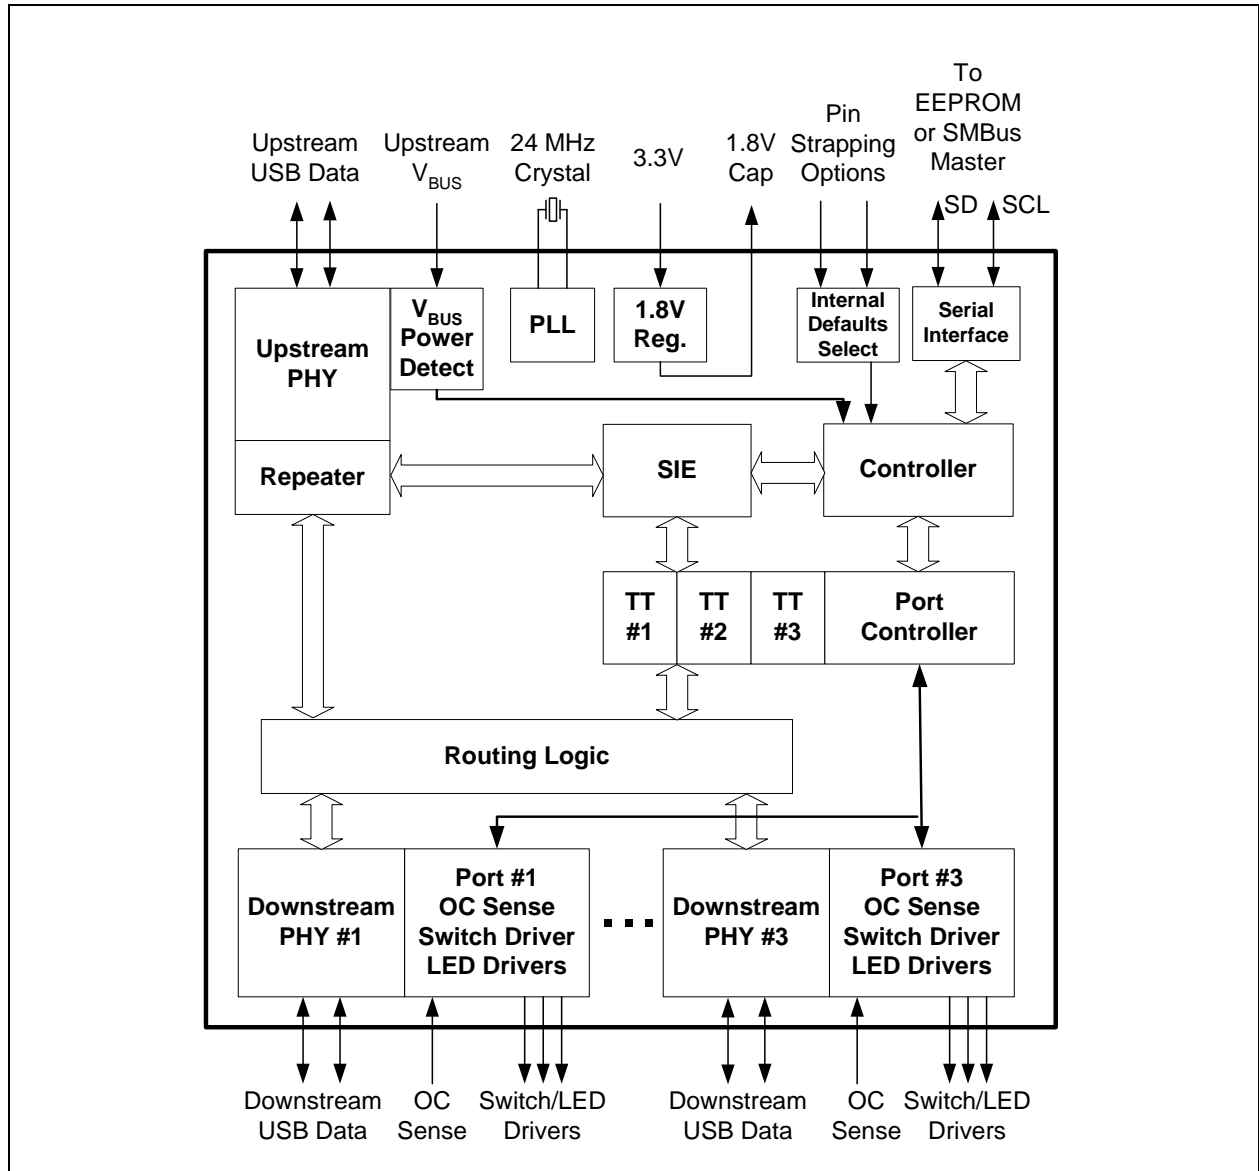 To
EEPROM
or SMBus
Master
Upstream
USB Data
Upstream
VBUS
24 MHz
Crystal
3.3V
1.8V
Cap
Pin
Strapping
Options
SD
SCL
Upstream
PHY
VBUS
Power
Detect
PLL
1.8V
Reg.
Internal
Defaults
Select
Serial
Interface
Repeater
SIE
Controller
TT
#1
TT
#2
TT
#3
Port
Controller
Routing Logic
Downstream
PHY #1
Port #1
OC Sense
Switch Driver
LED Drivers
Downstream
PHY #3
Port #3
OC Sense
Switch Driver
LED Drivers
Downstream
USB Data
OC
Sense
Switch/LED
Drivers
Downstream
USB Data
OC
Sense
Switch/LED
Drivers